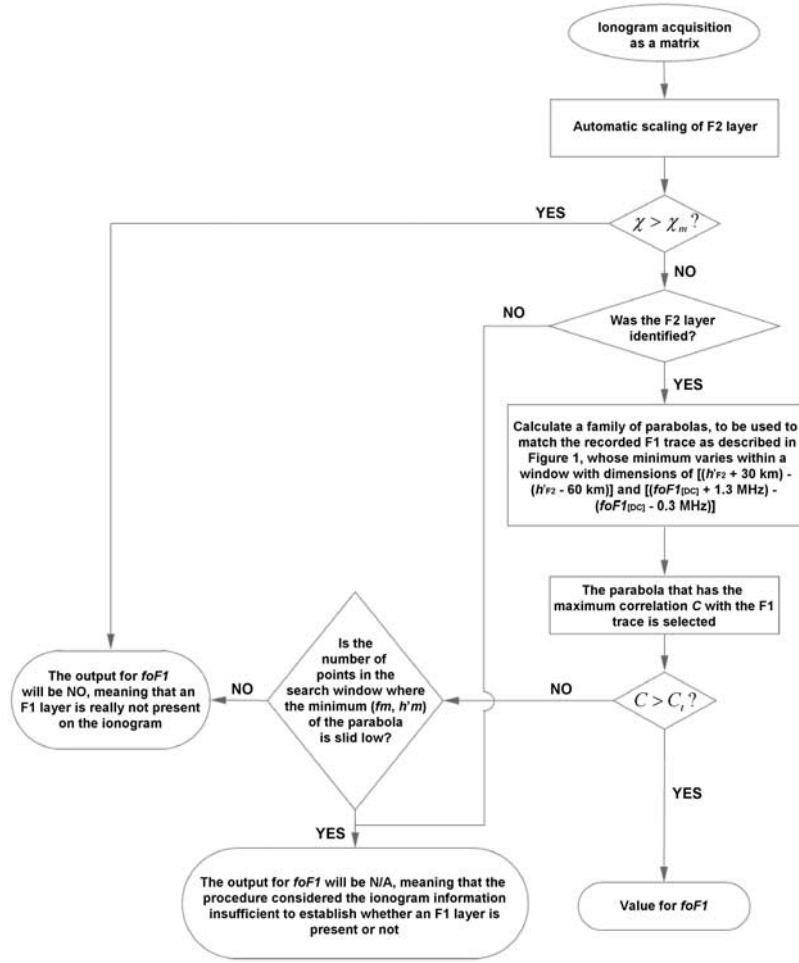 Ionogram acquisition
as a matrix
Automatic scaling of F2 layer
YES
χ > χm ?
NO
NO
Was the F2 layer
identified?
YES
Calculate a family of parabolas, to be used to
match the recorded F1 trace as described in
Figure 1, whose minimum varies within a
window with dimensions of [(h'F2 + 30 km) -
(h'F2 - 60 km)] and [(foF1[DC] + 1.3 MHz) -
(foF1[DC] - 0.3 MHz)]
The parabola that has the
maximum correlation C with the F1
trace is selected
C > Ct ?
NO
YES
Is the
number of
points in the
search window where
the minimum (fm, h'm)
of the parabola
is slid low?
NO
YES
The output for foF1
will be NO, meaning that an
F1 layer is really not present
on the ionogram
The output for foF1 will be N/A, meaning that the
procedure considered the ionogram information
insufficient to establish whether an F1 layer is
present or not
Value for foF1